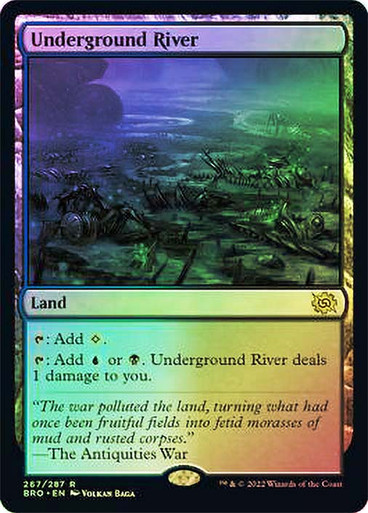 Underground River
Land
: Add .
: Add or . Underground River deals
1 damage to you.
“The war polluted the land, turning what had
once been fruitful fields into fetid morasses of
mud and rusted corpses.”
—The Antiquities War
267/287 R
BRO • EN VOLKAN BAGA
™ & © 2022 Wizards of the Coast